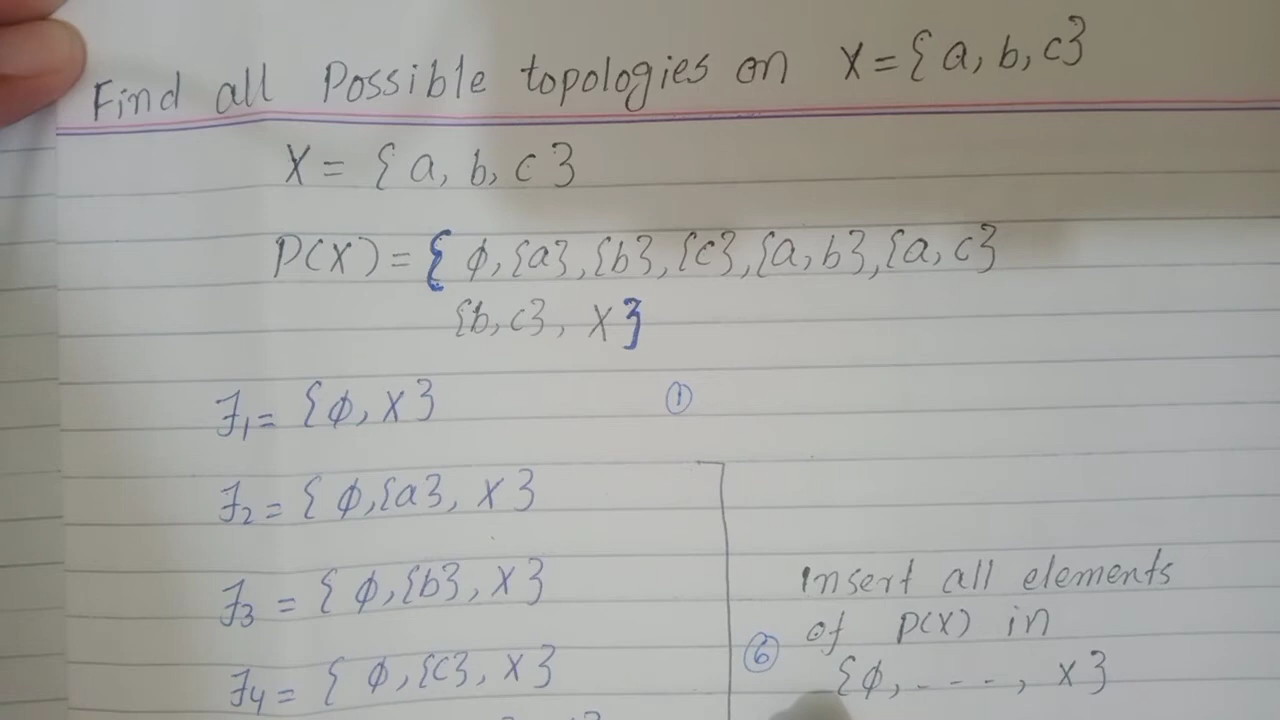 Find all Possible topologies on X = {a, b, c}
X = {a, b, c}
P(X) = {ϕ, {a}, {b}, {c}, {a, b}, {a, c}
{b, c}, X}
J₁ = {ϕ, X}
①
J₂ = {ϕ, {a}, X}
J₃ = {ϕ, {b}, X}
J₄ = {ϕ, {c}, X}
Insert all elements
of P(X) in
⑥
{ϕ, - - - -, X}